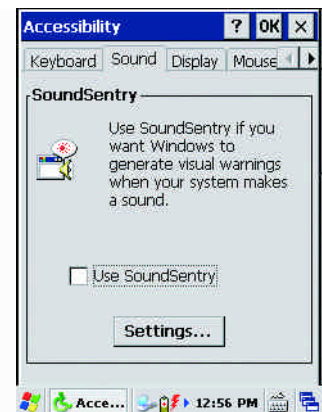 Accessibility ? OK ×
Keyboard Sound Display Mouse
SoundSentry
Use SoundSentry if you
want Windows to
generate visual warnings
when your system makes
a sound.
Use SoundSentry
Settings...
Acce... 12:56 PM